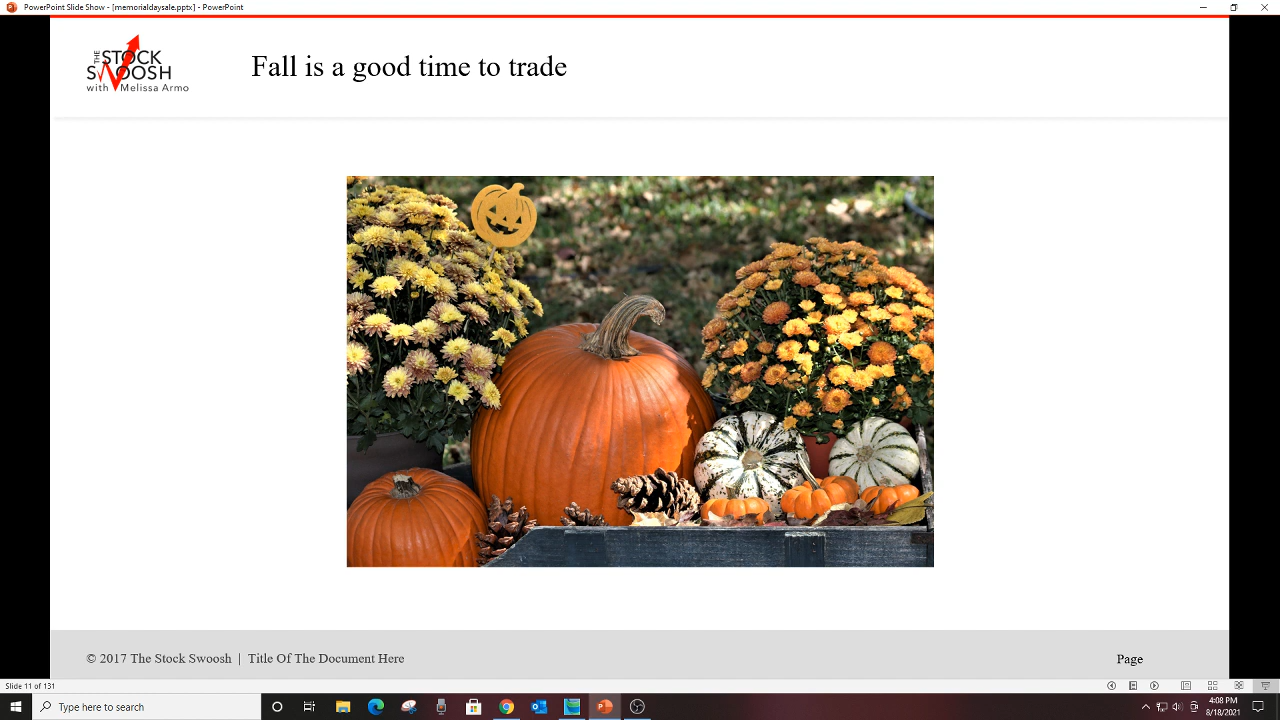 PowerPoint Slide Show - [memorialdaysale.pptx] - PowerPoint
THE STOCK
SWOOSH
with Melissa Armo
Fall is a good time to trade
© 2017 The Stock Swoosh | Title Of The Document Here
Page
Slide 11 of 131
Type here to search
4:08 PM
8/18/2021